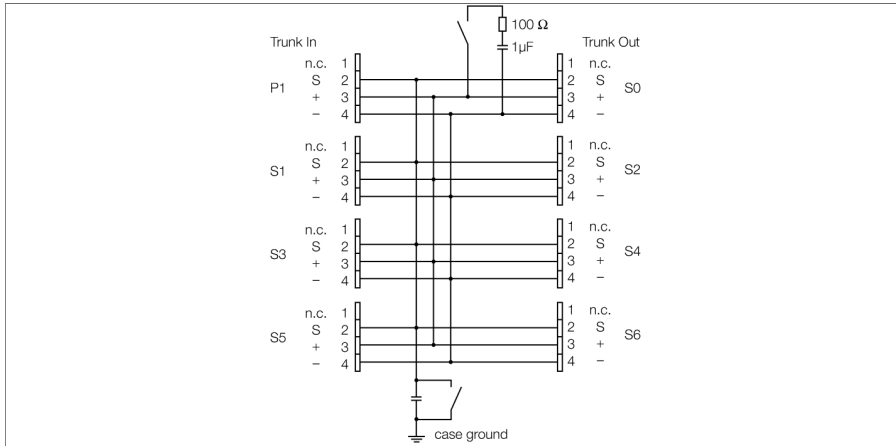 100 Ω
1µF
Trunk In
Trunk Out
n.c. 1
P1 S 2
+ 3
− 4
1 n.c.
2 S S0
3 +
4 −
n.c. 1
S1 S 2
+ 3
− 4
1 n.c.
2 S S2
3 +
4 −
n.c. 1
S3 S 2
+ 3
− 4
1 n.c.
2 S S4
3 +
4 −
n.c. 1
S5 S 2
+ 3
− 4
1 n.c.
2 S S6
3 +
4 −
case ground